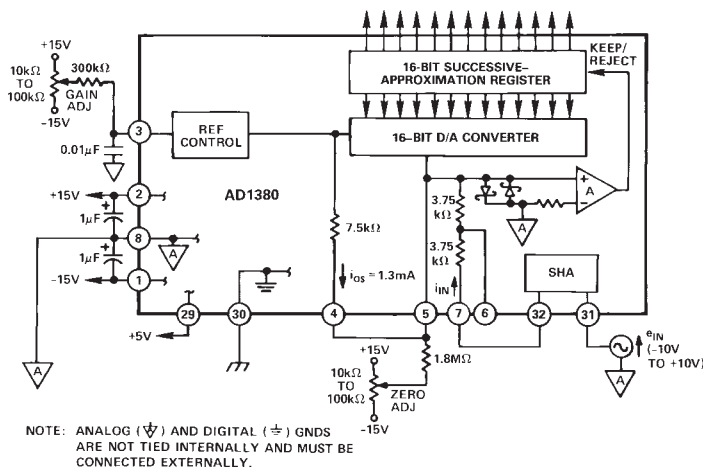 +15V
10kΩ
TO
100kΩ
-15V
300kΩ
GAIN
ADJ
0.01µF
3
REF
CONTROL
16-BIT SUCCESSIVE-
APPROXIMATION REGISTER
KEEP/
REJECT
16-BIT D/A CONVERTER
AD1380
+15V
2
1µF
8
A
1µF
-15V
1
7.5kΩ
iOS = 1.3mA
3.75
kΩ
3.75
kΩ
iIN
+
A
-
A
SHA
29
30
4
5
7
6
32
31
+5V
A
+15V
10kΩ
TO
100kΩ
-15V
ZERO
ADJ
1.8MΩ
eIN
(-10V
TO +10V)
A
NOTE: ANALOG (A) AND DIGITAL (⏚) GNDS
ARE NOT TIED INTERNALLY AND MUST BE
CONNECTED EXTERNALLY.